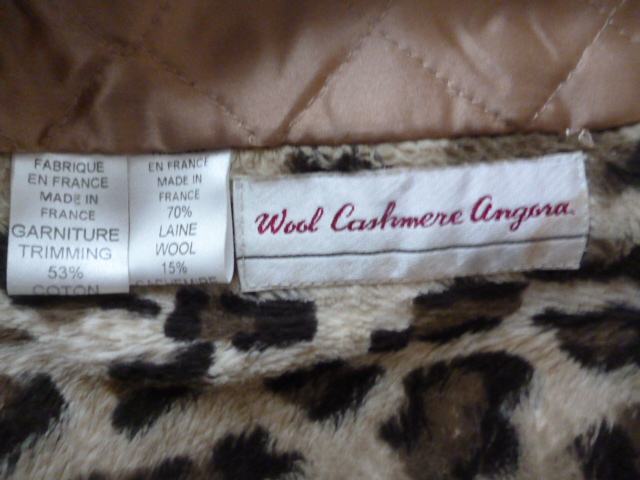 FABRIQUE
EN FRANCE
MADE IN
FRANCE
GARNITURE
TRIMMING
53%
COTON
EN FRANCE
MADE IN
FRANCE
70%
LAINE
WOOL
15%
Wool Cashmere Angora